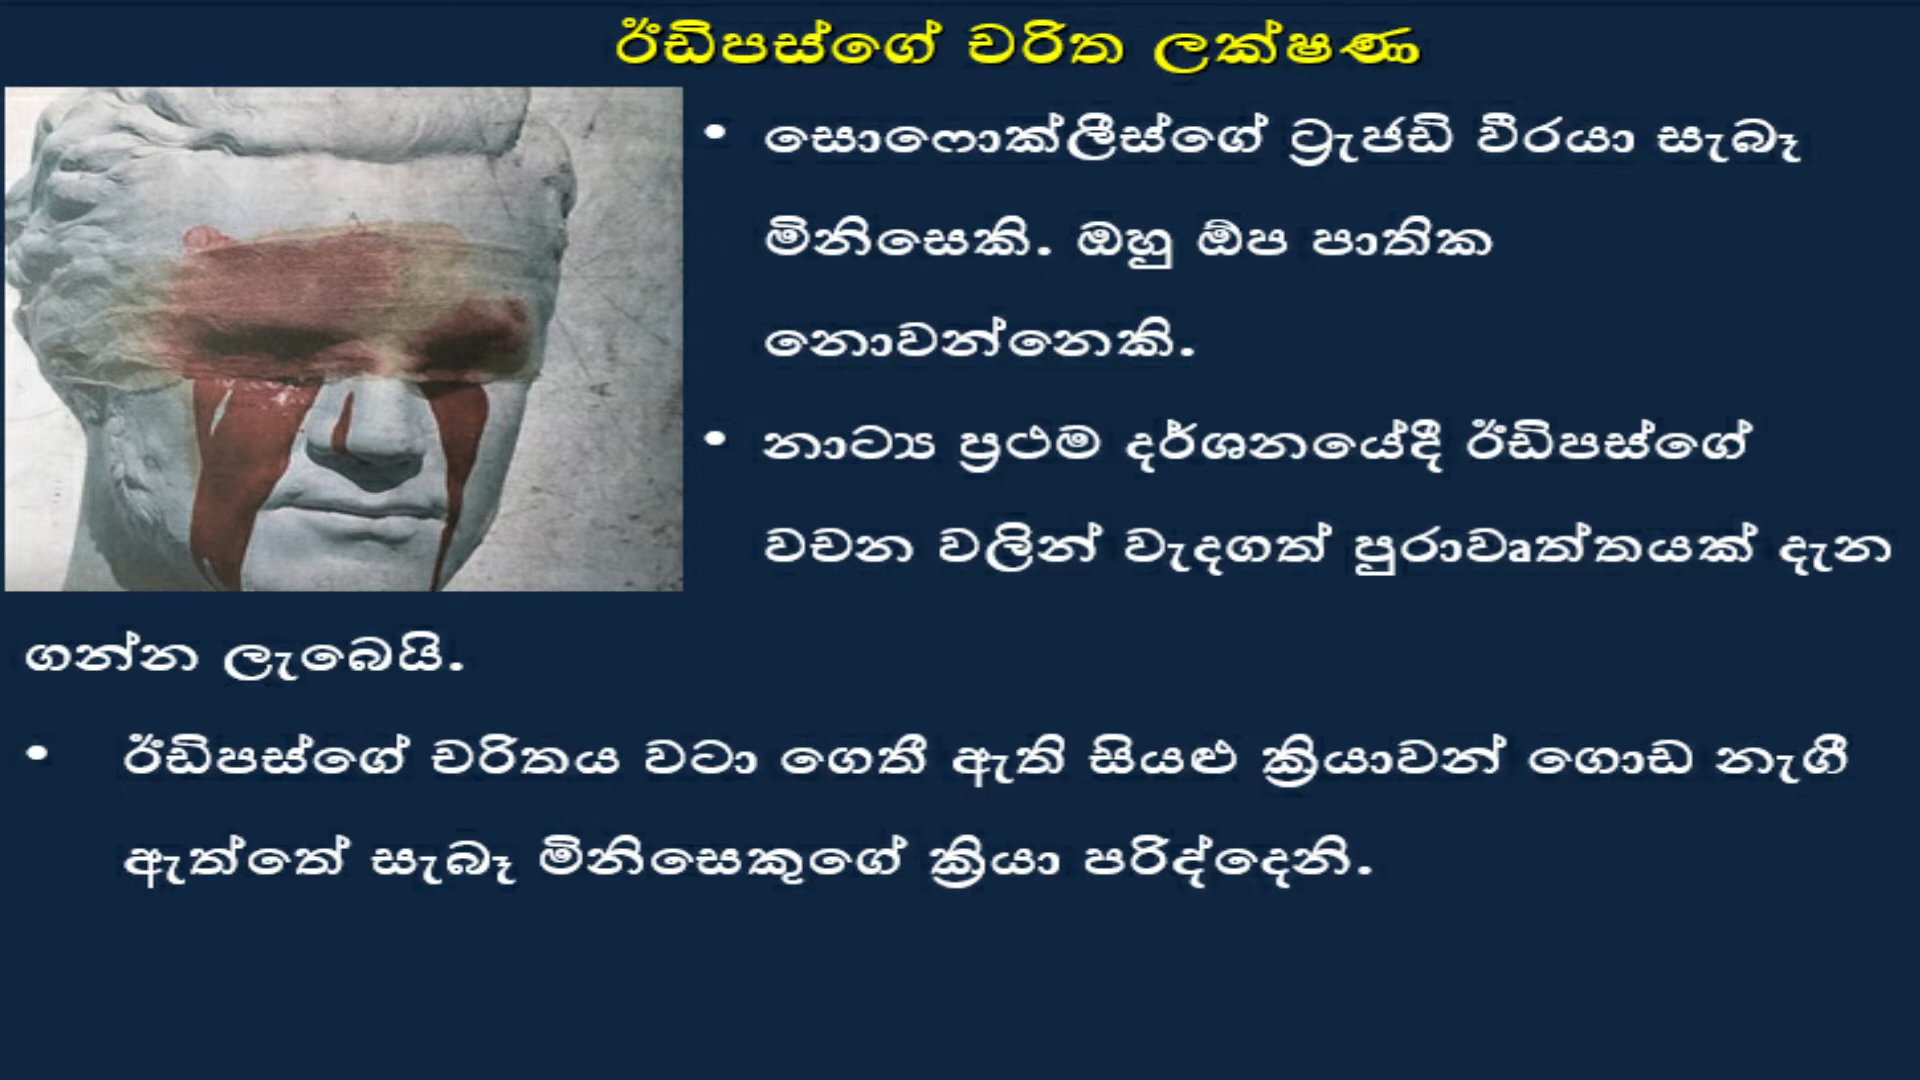 ඊඩිපස්ගේ චරිත ලක්ෂණ
• සොෆොක්ලීස්ගේ ට්‍රැජඩි වීරයා සැබෑ
මිනිසෙකි. ඔහු ඕප පාතික
නොවන්නෙකි.
• නාට්‍ය ප්‍රථම දර්ශනයේදී ඊඩිපස්ගේ
වචන වලින් වැදගත් පුරාවෘත්තයක් දැන
ගන්න ලැබෙයි.
• ඊඩිපස්ගේ චරිතය වටා ගෙතී ඇති සියළු ක්‍රියාවන් ගොඩ නැගී
ඇත්තේ සැබෑ මිනිසෙකුගේ ක්‍රියා පරිද්දෙනි.